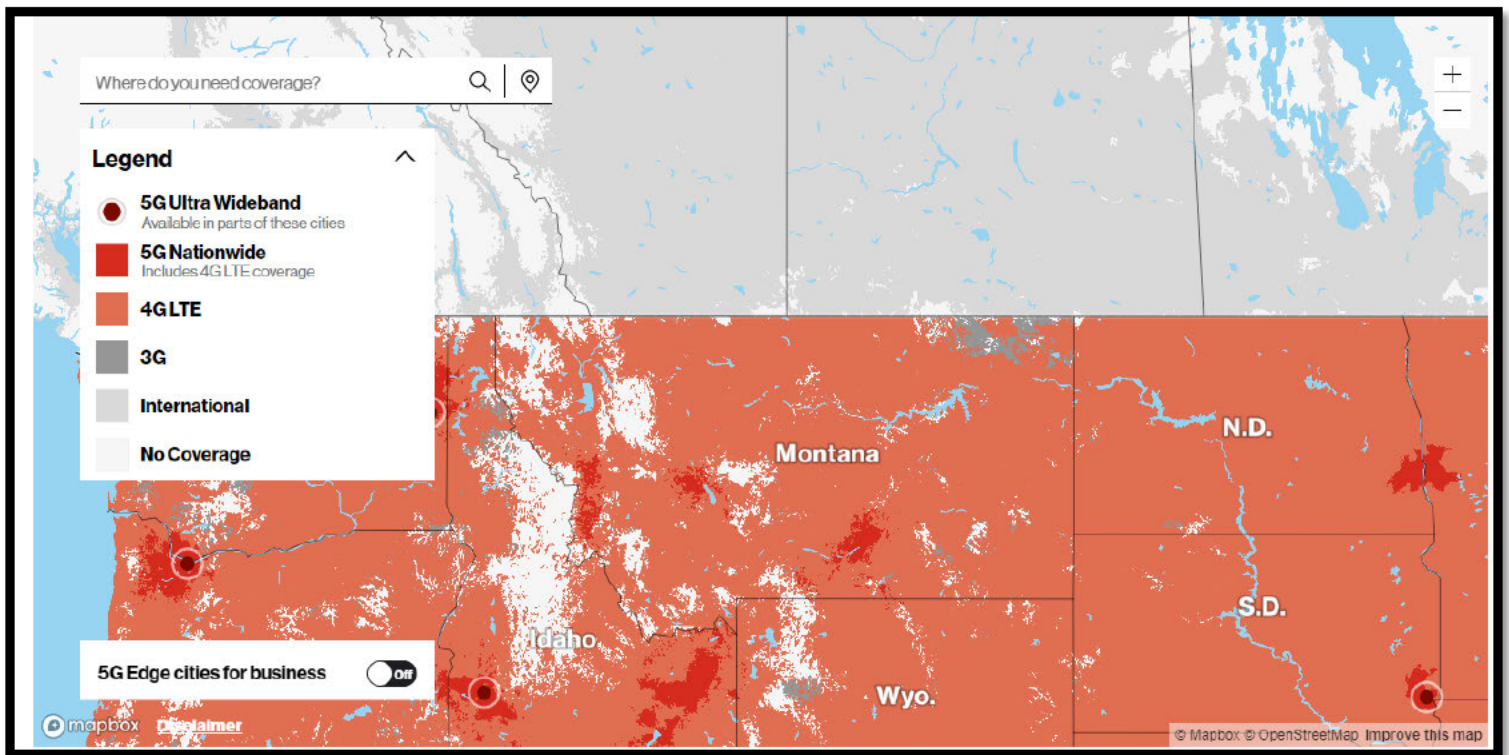 Where do you need coverage?
Legend
5G Ultra Wideband
Available in parts of these cities
5G Nationwide
Includes 4G LTE coverage
4G LTE
3G
International
No Coverage
Montana
N.D.
S.D.
Idaho
Wyo.
5G Edge cities for business
Off
mapbox
Disclaimer
© Mapbox © OpenStreetMap Improve this map